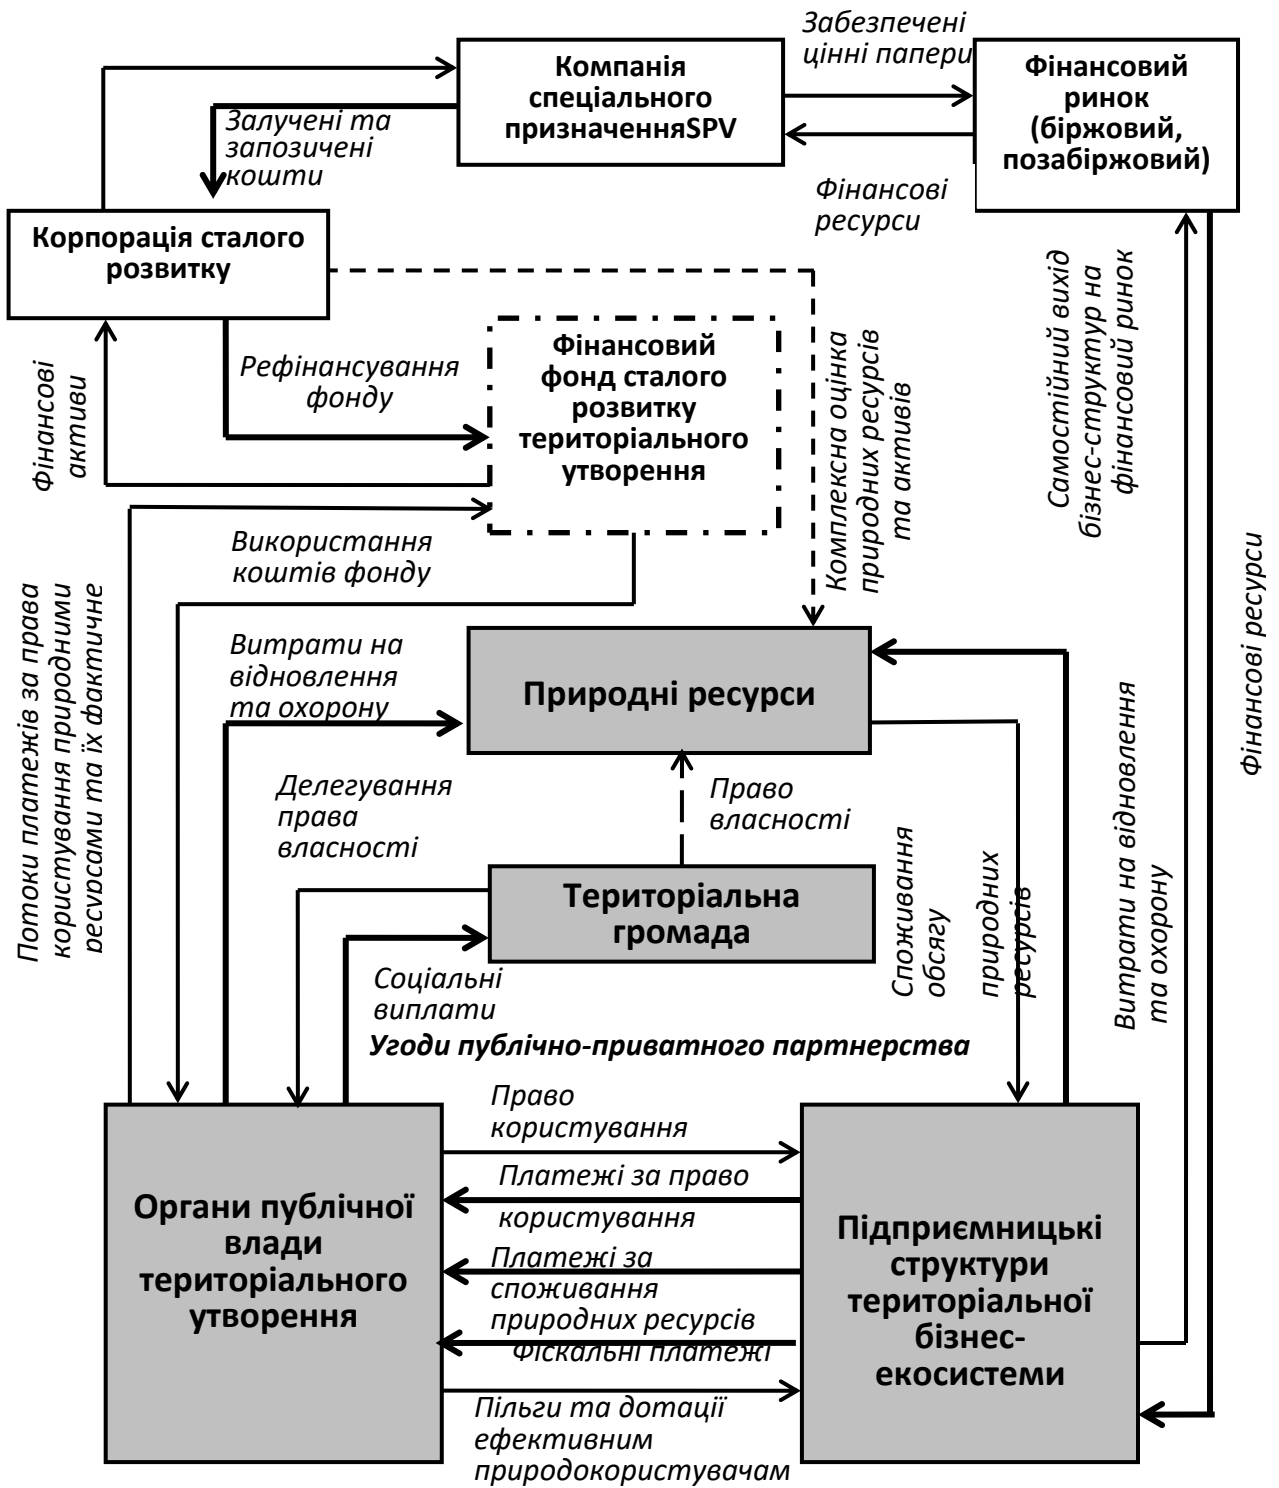 Забезпечені
цінні папери
Компанія
спеціального
призначенняSPV
Фінансовий
ринок
(біржовий,
позабіржовий)
Залучені та
запозичені
кошти
Фінансові
ресурси
Корпорація сталого
розвитку
Самостійний вихід
бізнес-структур на
фінансовий ринок
Фінансові
активи
Рефінансування
фонду
Фінансовий
фонд сталого
розвитку
територіального
утворення
Комплексна оцінка
природних ресурсів
та активів
Використання
коштів фонду
Фінансові ресурси
Потоки платежів за права
користування природними
ресурсами та їх фактичне
Витрати на
відновлення
та охорону
Природні ресурси
Витрати на відновлення
та охорону
Делегування
права
власності
Право
власності
Споживання
обсягу
природних
ресурсів
Територіальна
громада
Соціальні
виплати
Угоди публічно-приватного партнерства
Право
користування
Платежі за право
користування
Органи публічної
влади
територіального
утворення
Підприємницькі
структури
територіальної
бізнес-
екосистеми
Платежі за
споживання
природних ресурсів
Фіскальні платежі
Пільги та дотації
ефективним
природокористувачам